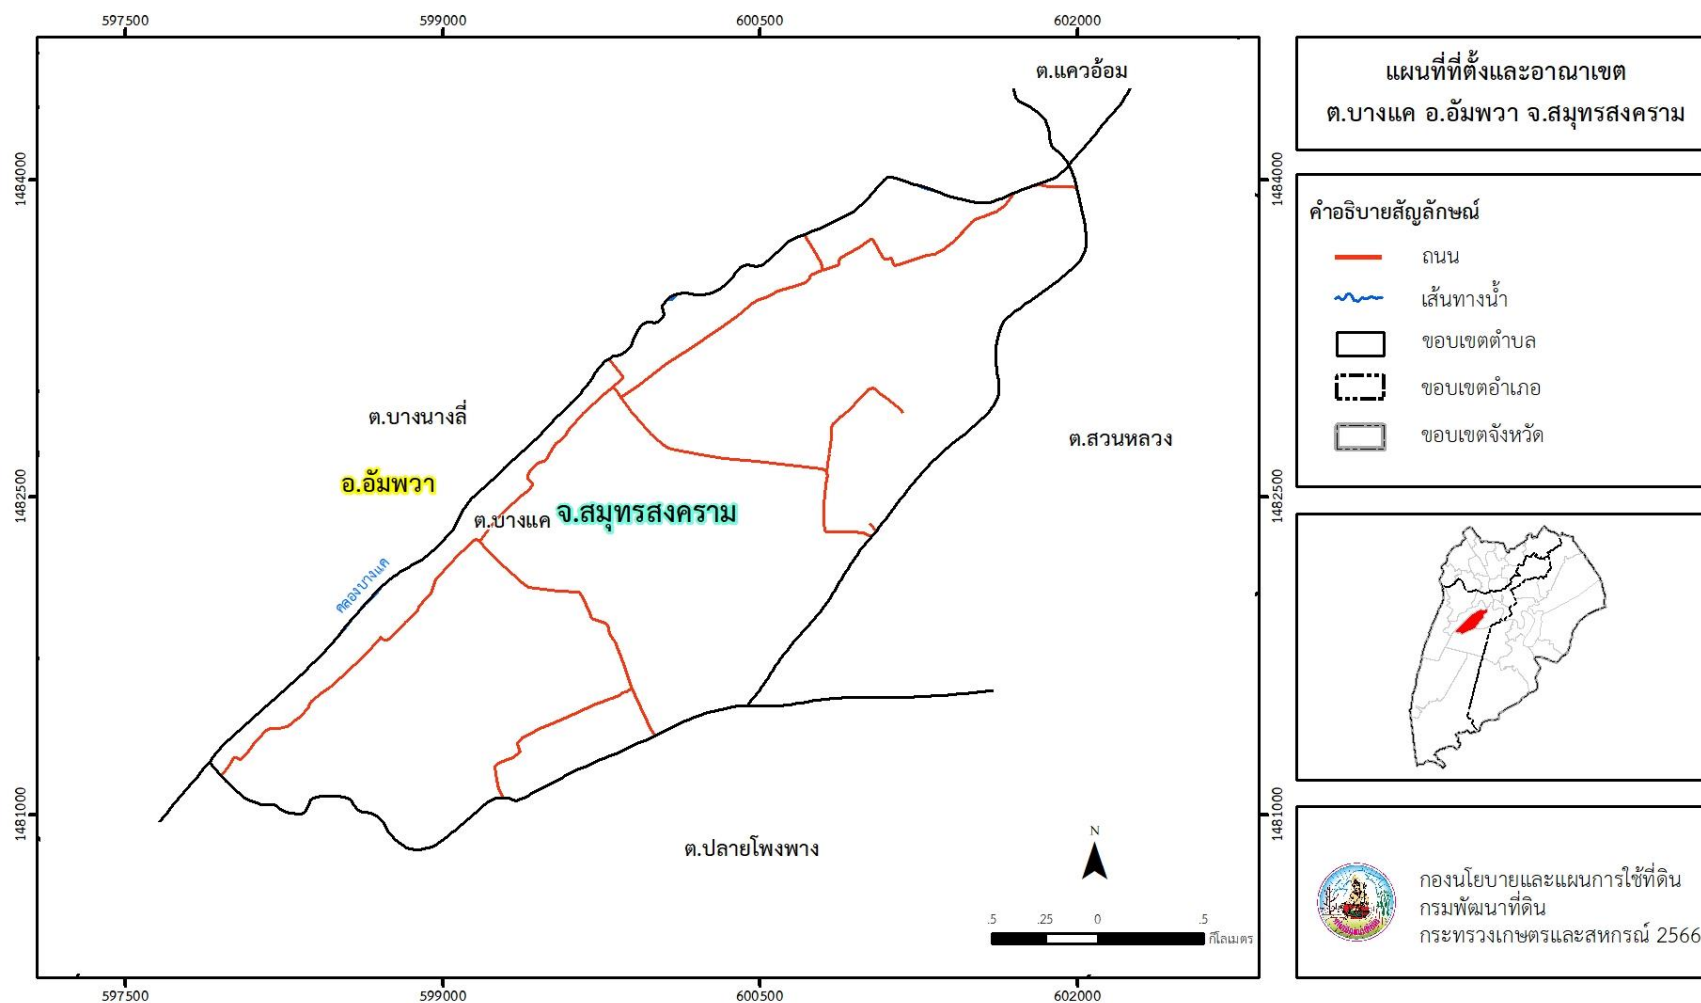 597500
599000
600500
602000
ต.แควอ้อม
แผนที่ที่ตั้งและอาณาเขต
ต.บางแค อ.อัมพวา จ.สมุทรสงคราม
1484000
1484000
คำอธิบายสัญลักษณ์
ถนน
เส้นทางน้ำ
ขอบเขตตำบล
ขอบเขตอำเภอ
ขอบเขตจังหวัด
ต.บางนางลี่
ต.สวนหลวง
อ.อัมพวา
1482500
1482500
ต.บางแค
จ.สมุทรสงคราม
คลองบางแค
1481000
1481000
ต.ปลายโพงพาง
N
.5 .25 0 .5
กิโลเมตร
กองนโยบายและแผนการใช้ที่ดิน
กรมพัฒนาที่ดิน
กระทรวงเกษตรและสหกรณ์ 2566
597500
599000
600500
602000